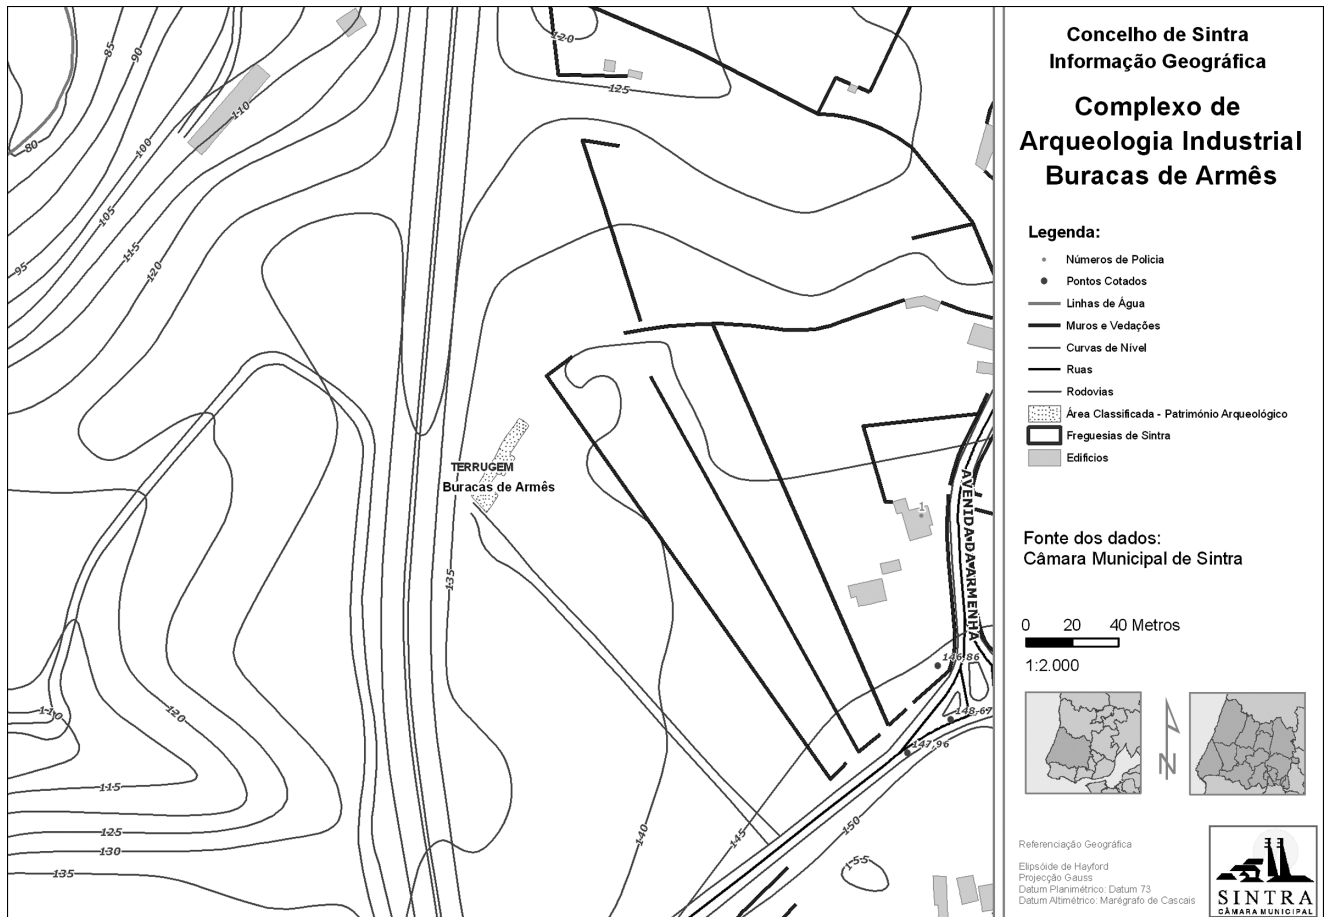 Concelho de Sintra
Informação Geográfica
Complexo de
Arqueologia Industrial
Buracas de Armês
Legenda:
Números de Policia
Pontos Cotados
Linhas de Água
Muros e Vedações
Curvas de Nível
Ruas
Rodovias
Área Classificada - Património Arqueológico
Freguesias de Sintra
Edifícios
Fonte dos dados:
Câmara Municipal de Sintra
0 20 40 Metros
1:2.000
N
Referenciação Geográfica
Elipsóide de Hayford
Projecção Gauss
Datum Planimétrico: Datum 73
Datum Altimétrico: Marégrafo de Cascais
SINTRA
CÂMARA MUNICIPAL
85
90
120
125
110
80
100
105
115
95
120
TERRUGEM
Buracas de Armês
1
AVENIDA DA ARMENHA
135
146,86
148,67
147,96
110
120
115
125
130
135
140
145
150
155